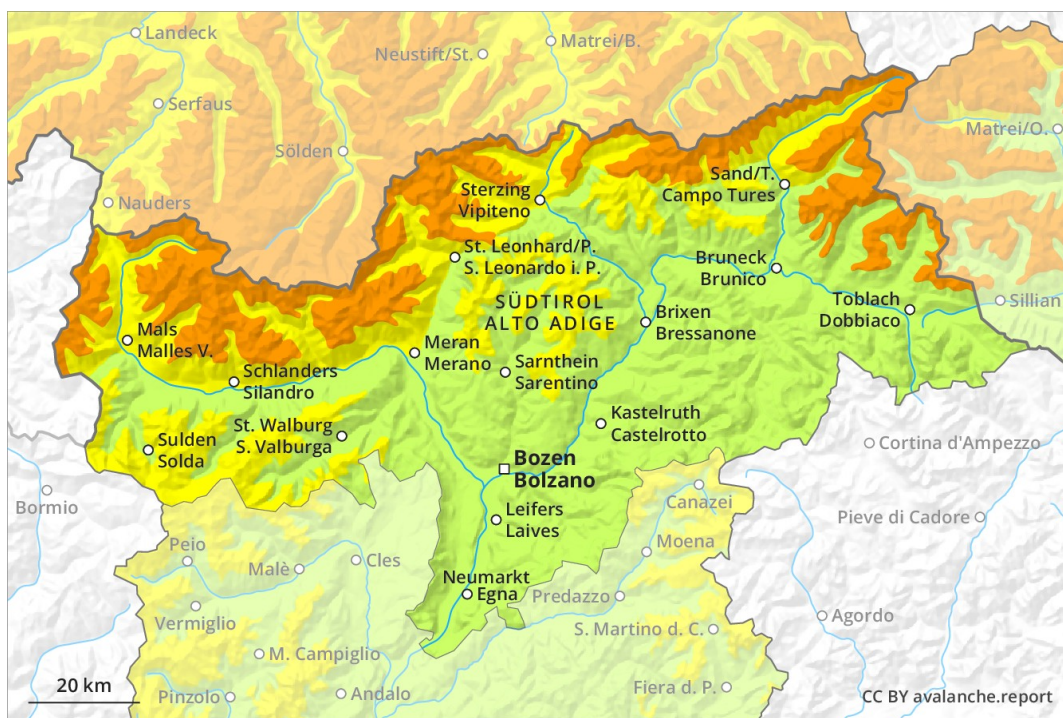 Landeck
Matrei/B.
Neustift/St.
Serfaus
Matrei/O.
Sölden
Sand/T.
Campo Tures
Sterzing
Vipiteno
Nauders
St. Leonhard/P.
S. Leonardo i. P.
Bruneck
Brunico
SÜDTIROL
ALTO ADIGE
Toblach
Dobbiaco
Sillian
Brixen
Bressanone
Mals
Malles V.
Meran
Merano
Sarnthein
Sarentino
Schlanders
Silandro
Kastelruth
Castelrotto
St. Walburg
S. Valburga
Sulden
Solda
Cortina d'Ampezzo
Bozen
Bolzano
Canazei
Bormio
Leifers
Laives
Pieve di Cadore
Peio
Moena
Cles
Malè
Neumarkt
Egna
Predazzo
Vermiglio
Agordo
S. Martino d. C.
M. Campiglio
20 km
Pinzolo
Andalo
Fiera d. P.
CC BY avalanche.report